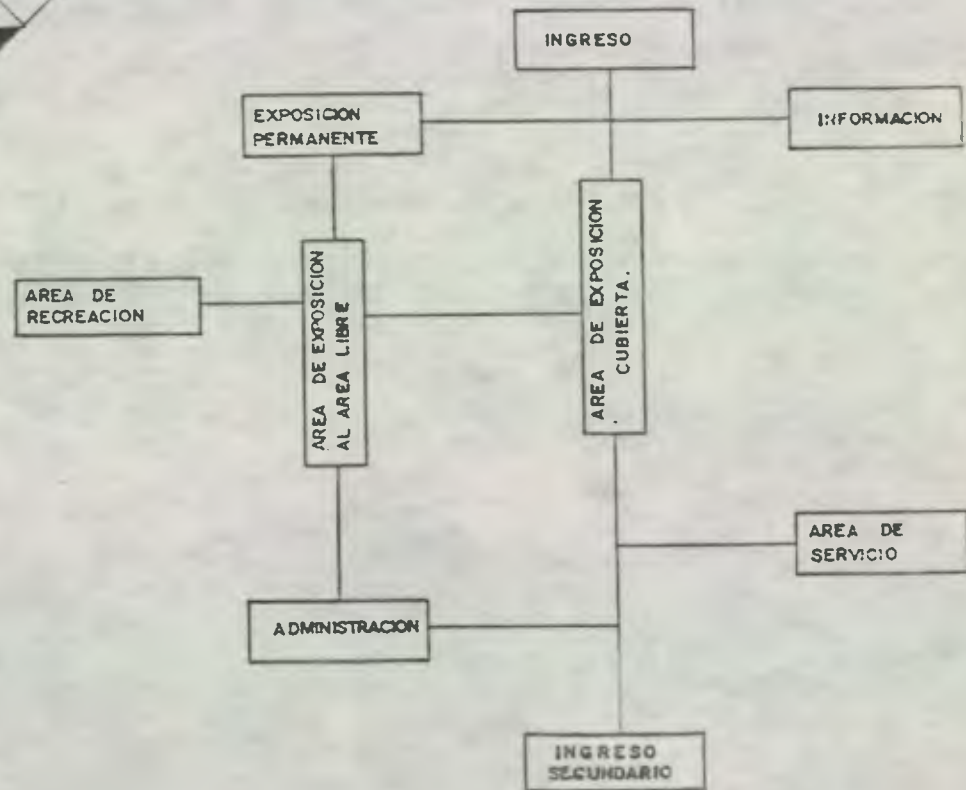 INGRESO
EXPOSICION
PERMANENTE
INFORMACION
AREA DE
RECREACION
AREA DE EXPOSICION
AL AREA LIBRE
AREA DE EXPOSICION
CUBIERTA.
AREA DE
SERVICIO
ADMINISTRACION
INGRESO
SECUNDARIO